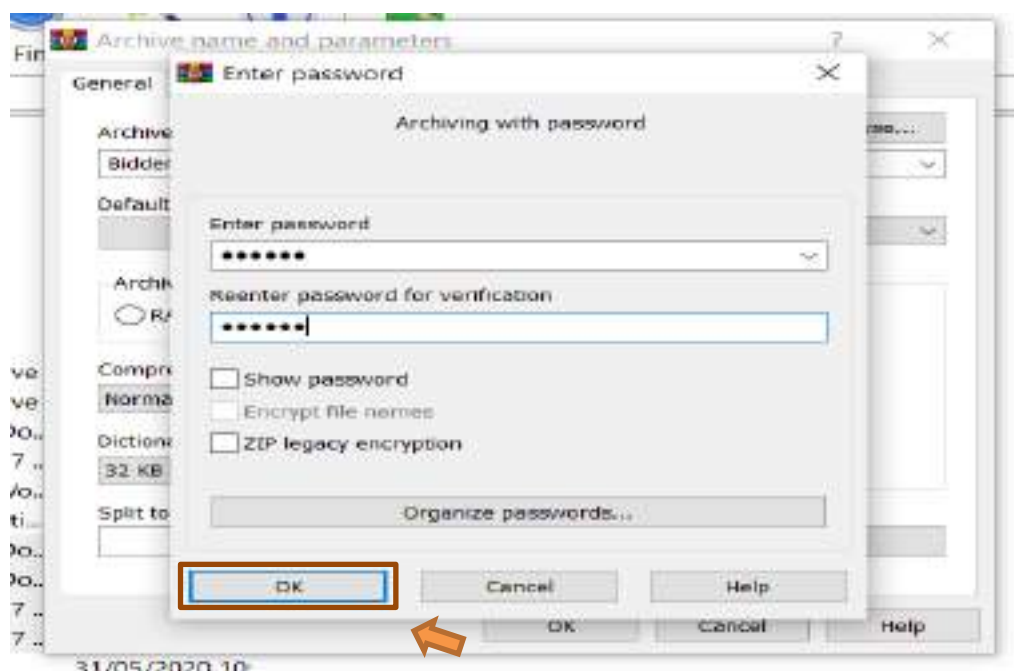 Archive name and parameters
?
Fin
General
Enter password
Archiving with password
Archive
Bidder
Default
Enter password
••••••
Archiv
Reenter password for verification
••••••
Compre
Show password
Norma
Encrypt file names
Dictiona
ZIP legacy encryption
32 KB
Organize passwords...
Split to
OK
Cancel
Help
OK
Cancel
Help
31/05/2020 10: